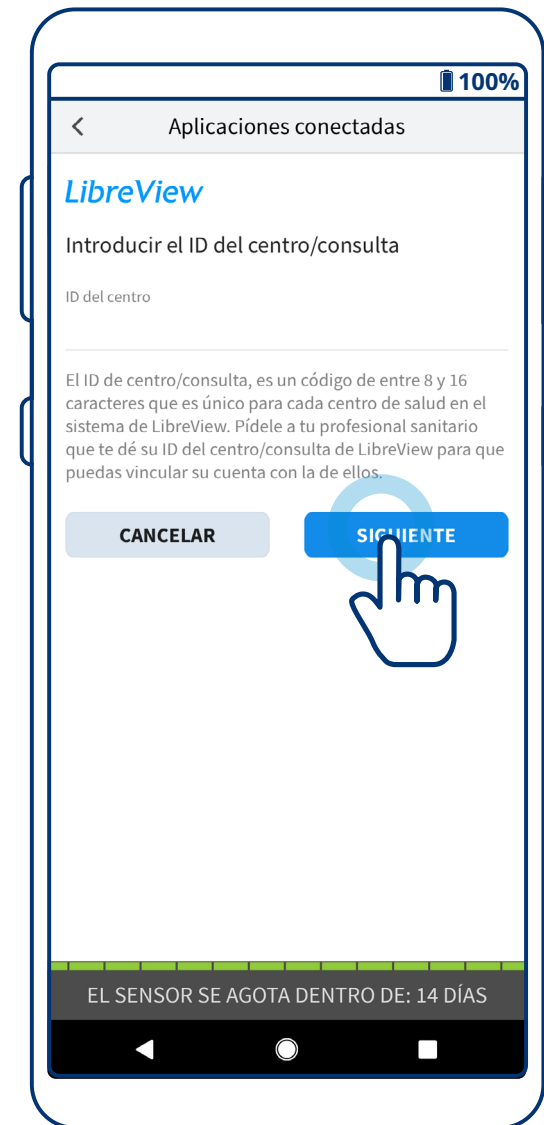 100%
Aplicaciones conectadas
LibreView
Introducir el ID del centro/consulta
ID del centro
El ID de centro/consulta, es un código de entre 8 y 16
caracteres que es único para cada centro de salud en el
sistema de LibreView. Pídele a tu profesional sanitario
que te dé su ID del centro/consulta de LibreView para que
puedas vincular su cuenta con la de ellos.
CANCELAR
SIGUIENTE
EL SENSOR SE AGOTA DENTRO DE: 14 DÍAS